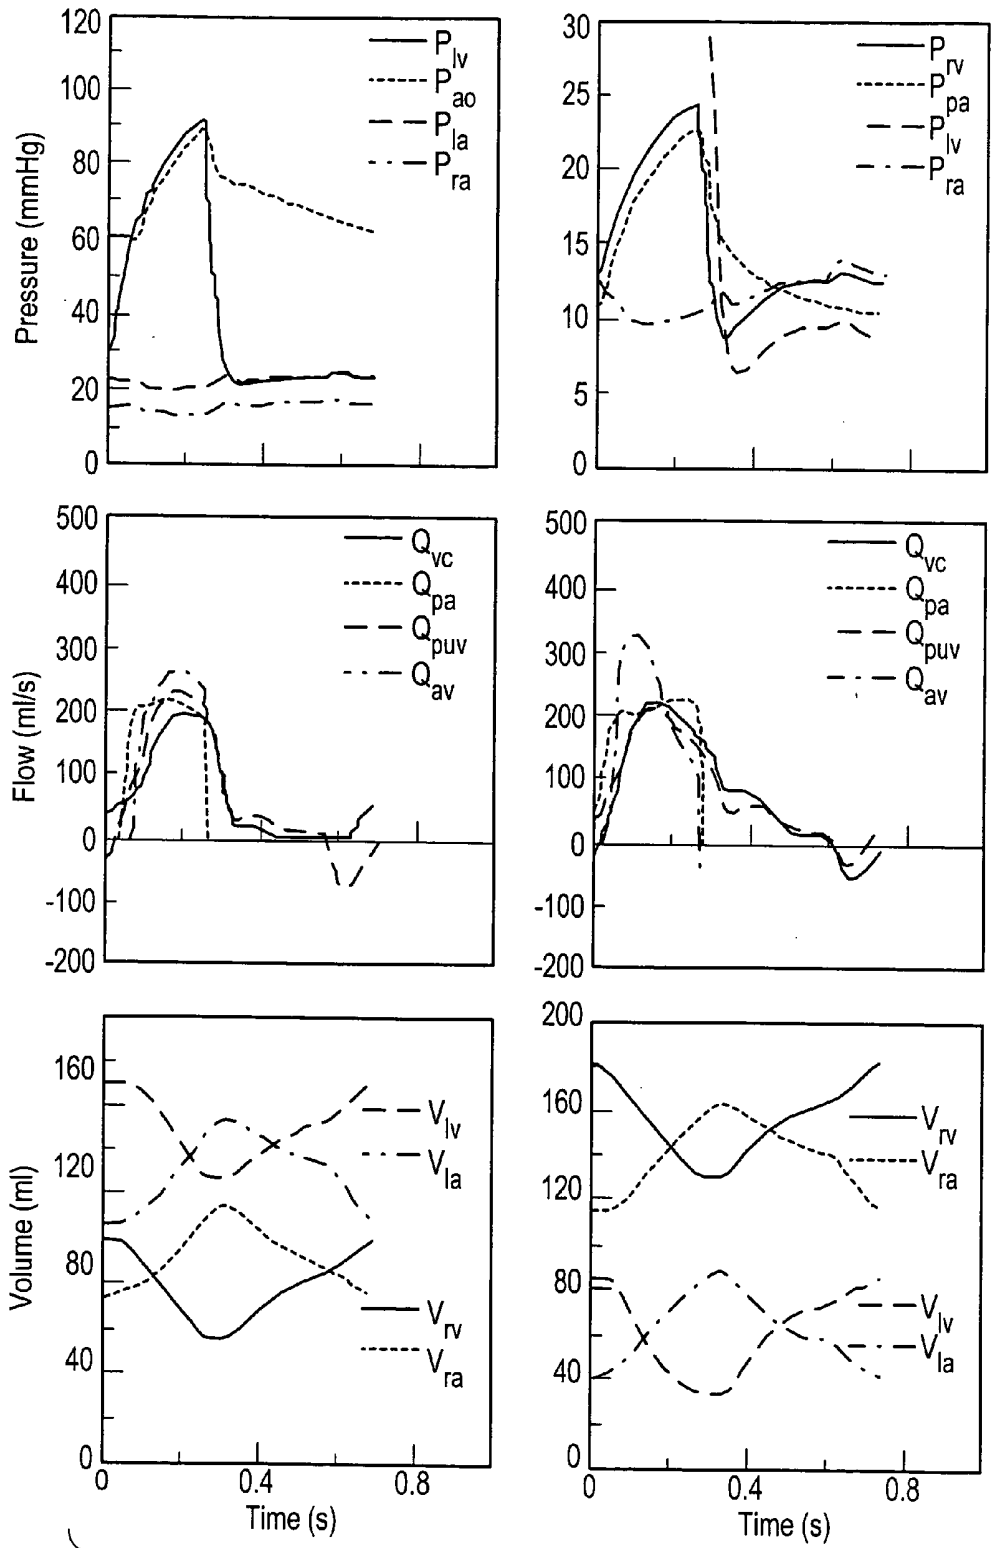 120
100
80
60
40
20
0
Pressure (mmHg)
P_lv
P_ao
P_la
P_ra
30
25
20
15
10
5
0
P_rv
P_pa
P_lv
P_ra
500
400
300
200
100
0
-100
-200
Flow (ml/s)
Q_vc
Q_pa
Q_puv
Q_av
500
400
300
200
100
0
-100
-200
Q_vc
Q_pa
Q_puv
Q_av
160
120
80
40
0
Volume (ml)
V_lv
V_la
V_rv
V_ra
0 0.4 0.8
Time (s)
200
160
120
80
40
0
V_rv
V_ra
V_lv
V_la
0 0.4 0.8
Time (s)